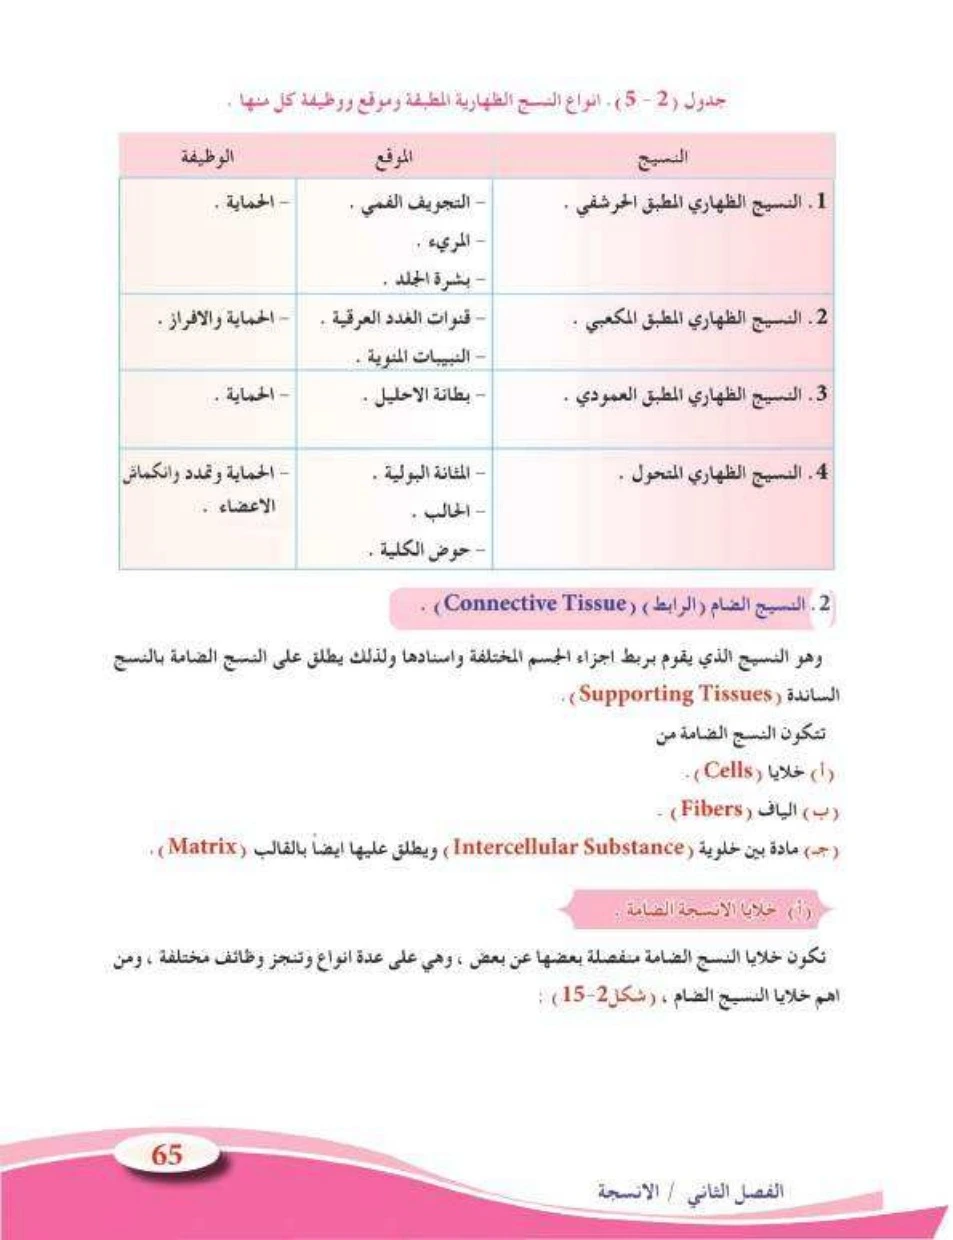 جدول (2 - 5). انواع النسج الظهارية المطبقة وموقع ووظيفة كل منها .
النسيج الموقع الوظيفة
1. النسيج الظهاري المطبق الحرشفي . - التجويف الفمي . - الحماية .
- المريء .
- بشرة الجلد .
2. النسيج الظهاري المطبق المكعبي . - قنوات الغدد العرقية . - الحماية والافراز .
- النبيبات المنوية .
3. النسيج الظهاري المطبق العمودي . - بطانة الاحليل . - الحماية .
4. النسيج الظهاري المتحول . - المثانة البولية . - الحماية وتمدد وانكماش
- الحالب . الاعضاء .
- حوض الكلية .
2. النسيج الضام (الرابط) (Connective Tissue) .
وهو النسيج الذي يقوم بربط اجزاء الجسم المختلفة واسنادها ولذلك يطلق على النسج الضامة بالنسج
الساندة (Supporting Tissues).
تتكون النسج الضامة من
(أ) خلايا (Cells).
(ب) الياف (Fibers) .
(جـ) مادة بين خلوية (Intercellular Substance) ويطلق عليها ايضاً بالقالب (Matrix).
(أ) خلايا الانسجة الضامة .
تكون خلايا النسج الضامة منفصلة بعضها عن بعض ، وهي على عدة انواع وتنجز وظائف مختلفة ، ومن
اهم خلايا النسيج الضام ، (شكل2-15) :
65
الفصل الثاني / الانسجة